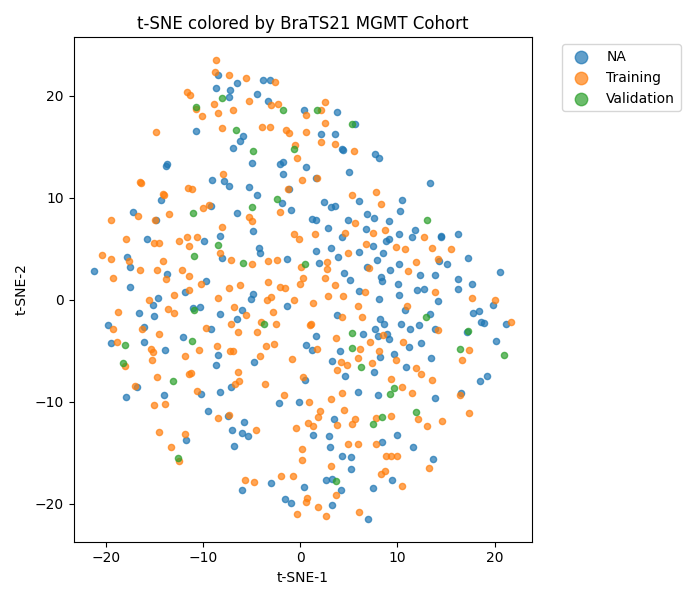 t-SNE colored by BraTS21 MGMT Cohort
NA
Training
Validation
t-SNE-2
20
10
0
−10
−20
−20
−10
0
10
20
t-SNE-1